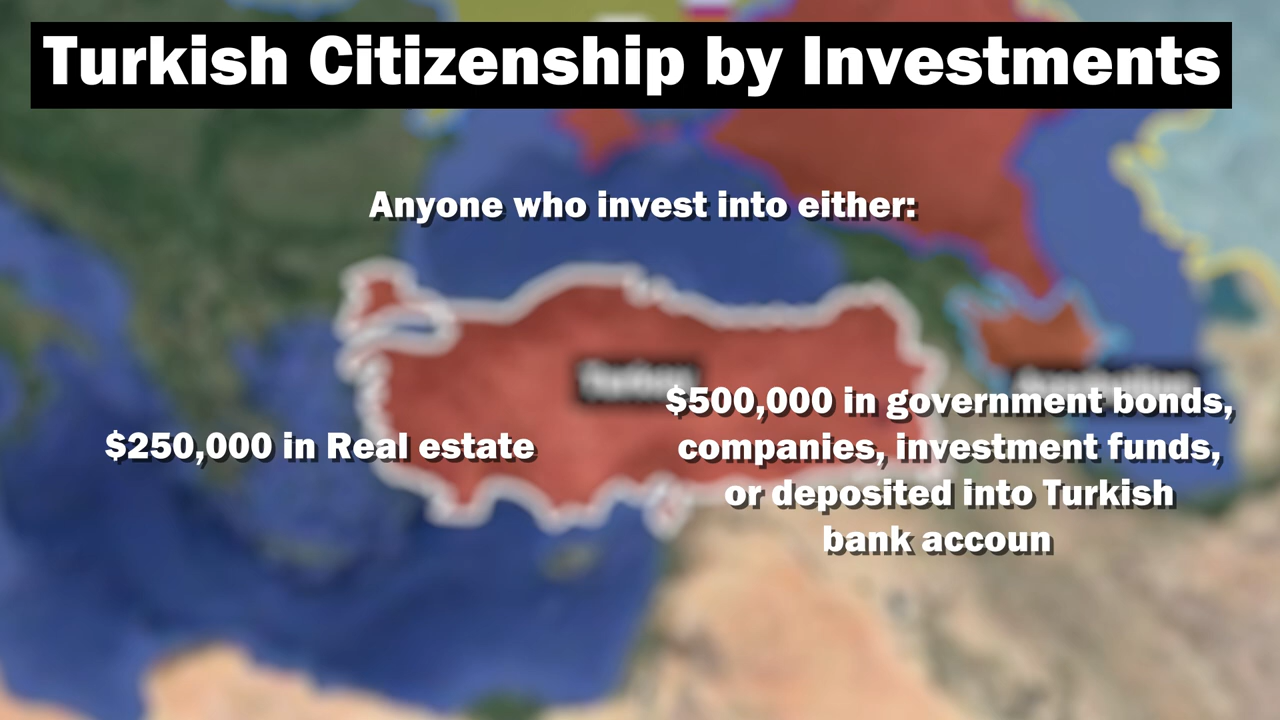 Turkish Citizenship by Investments
Anyone who invest into either:
$250,000 in Real estate
$500,000 in government bonds,
companies, investment funds,
or deposited into Turkish
bank accoun
Turkey